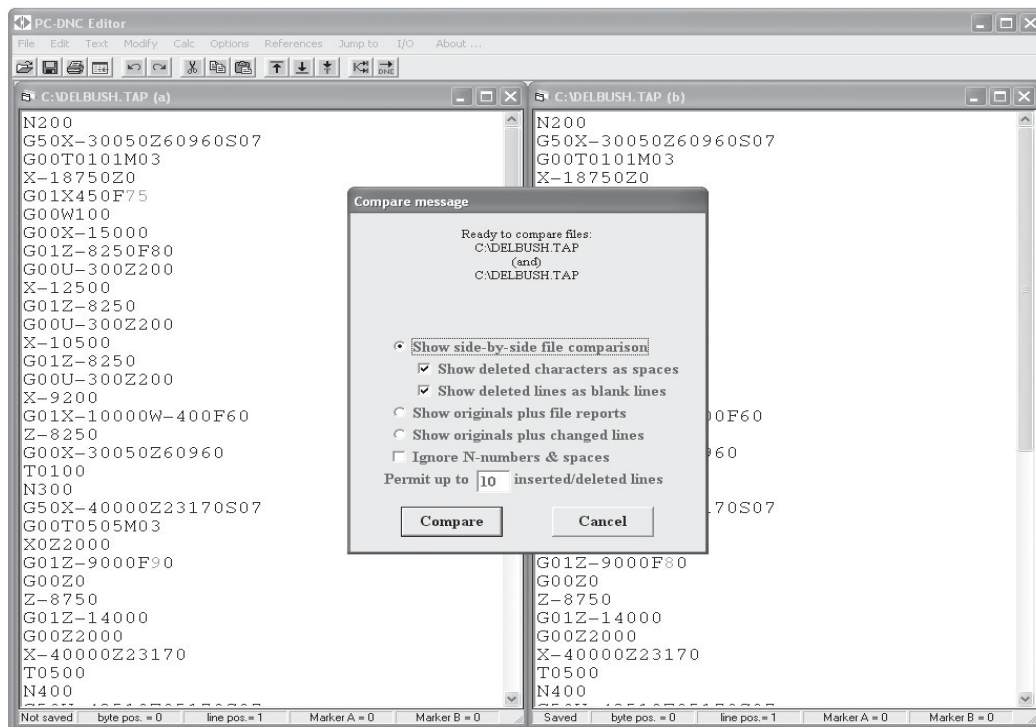 PC-DNC Editor
File Edit Text Modify Calc Options References Jump to I/O About ...
DNC
C:\DELBUSH.TAP (a)
N200
G50X-30050Z60960S07
G00T0101M03
X-18750Z0
G01X450F75
G00W100
G00X-15000
G01Z-8250F80
G00U-300Z200
X-12500
G01Z-8250
G00U-300Z200
X-10500
G01Z-8250
G00U-300Z200
X-9200
G01X-10000W-400F60
Z-8250
G00X-30050Z60960
T0100
N300
G50X-40000Z23170S07
G00T0505M03
X0Z2000
G01Z-9000F90
G00Z0
Z-8750
G01Z-14000
G00Z2000
X-40000Z23170
T0500
N400
Not saved byte pos. = 0 line pos.= 1 Marker A = 0 Marker B = 0
C:\DELBUSH.TAP (b)
N200
G50X-30050Z60960S07
G00T0101M03
X-18750Z0
00F60
960
170S07
G01Z-9000F80
G00Z0
Z-8750
G01Z-14000
G00Z2000
X-40000Z23170
T0500
N400
Saved byte pos. = 0 line pos.= 1 Marker A = 0 Marker B = 0
Compare message
Ready to compare files:
C:\DELBUSH.TAP
(and)
C:\DELBUSH.TAP
Show side-by-side file comparison
Show deleted characters as spaces
Show deleted lines as blank lines
Show originals plus file reports
Show originals plus changed lines
Ignore N-numbers & spaces
Permit up to 10 inserted/deleted lines
Compare Cancel